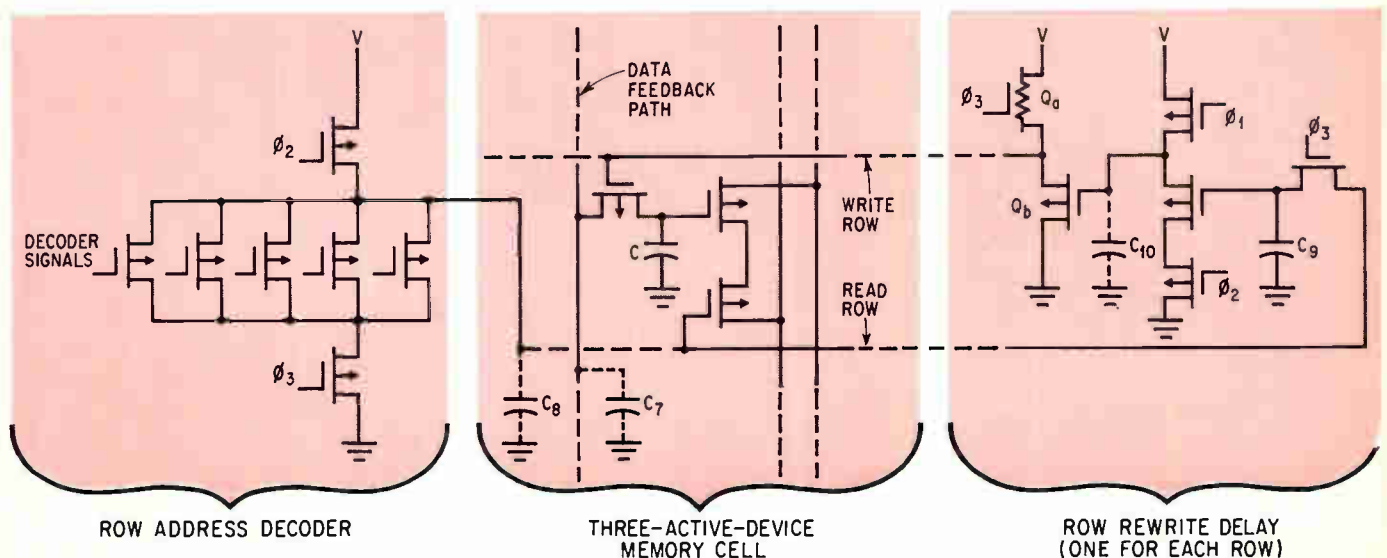 V
Ø2
DECODER
SIGNALS
Ø3
C8
ROW ADDRESS DECODER
DATA
FEEDBACK
PATH
C
C7
WRITE
ROW
READ
ROW
THREE-ACTIVE-DEVICE
MEMORY CELL
V
V
Ø3
Qa
Ø1
Ø3
Qb
C10
C9
Ø2
ROW REWRITE DELAY
(ONE FOR EACH ROW)